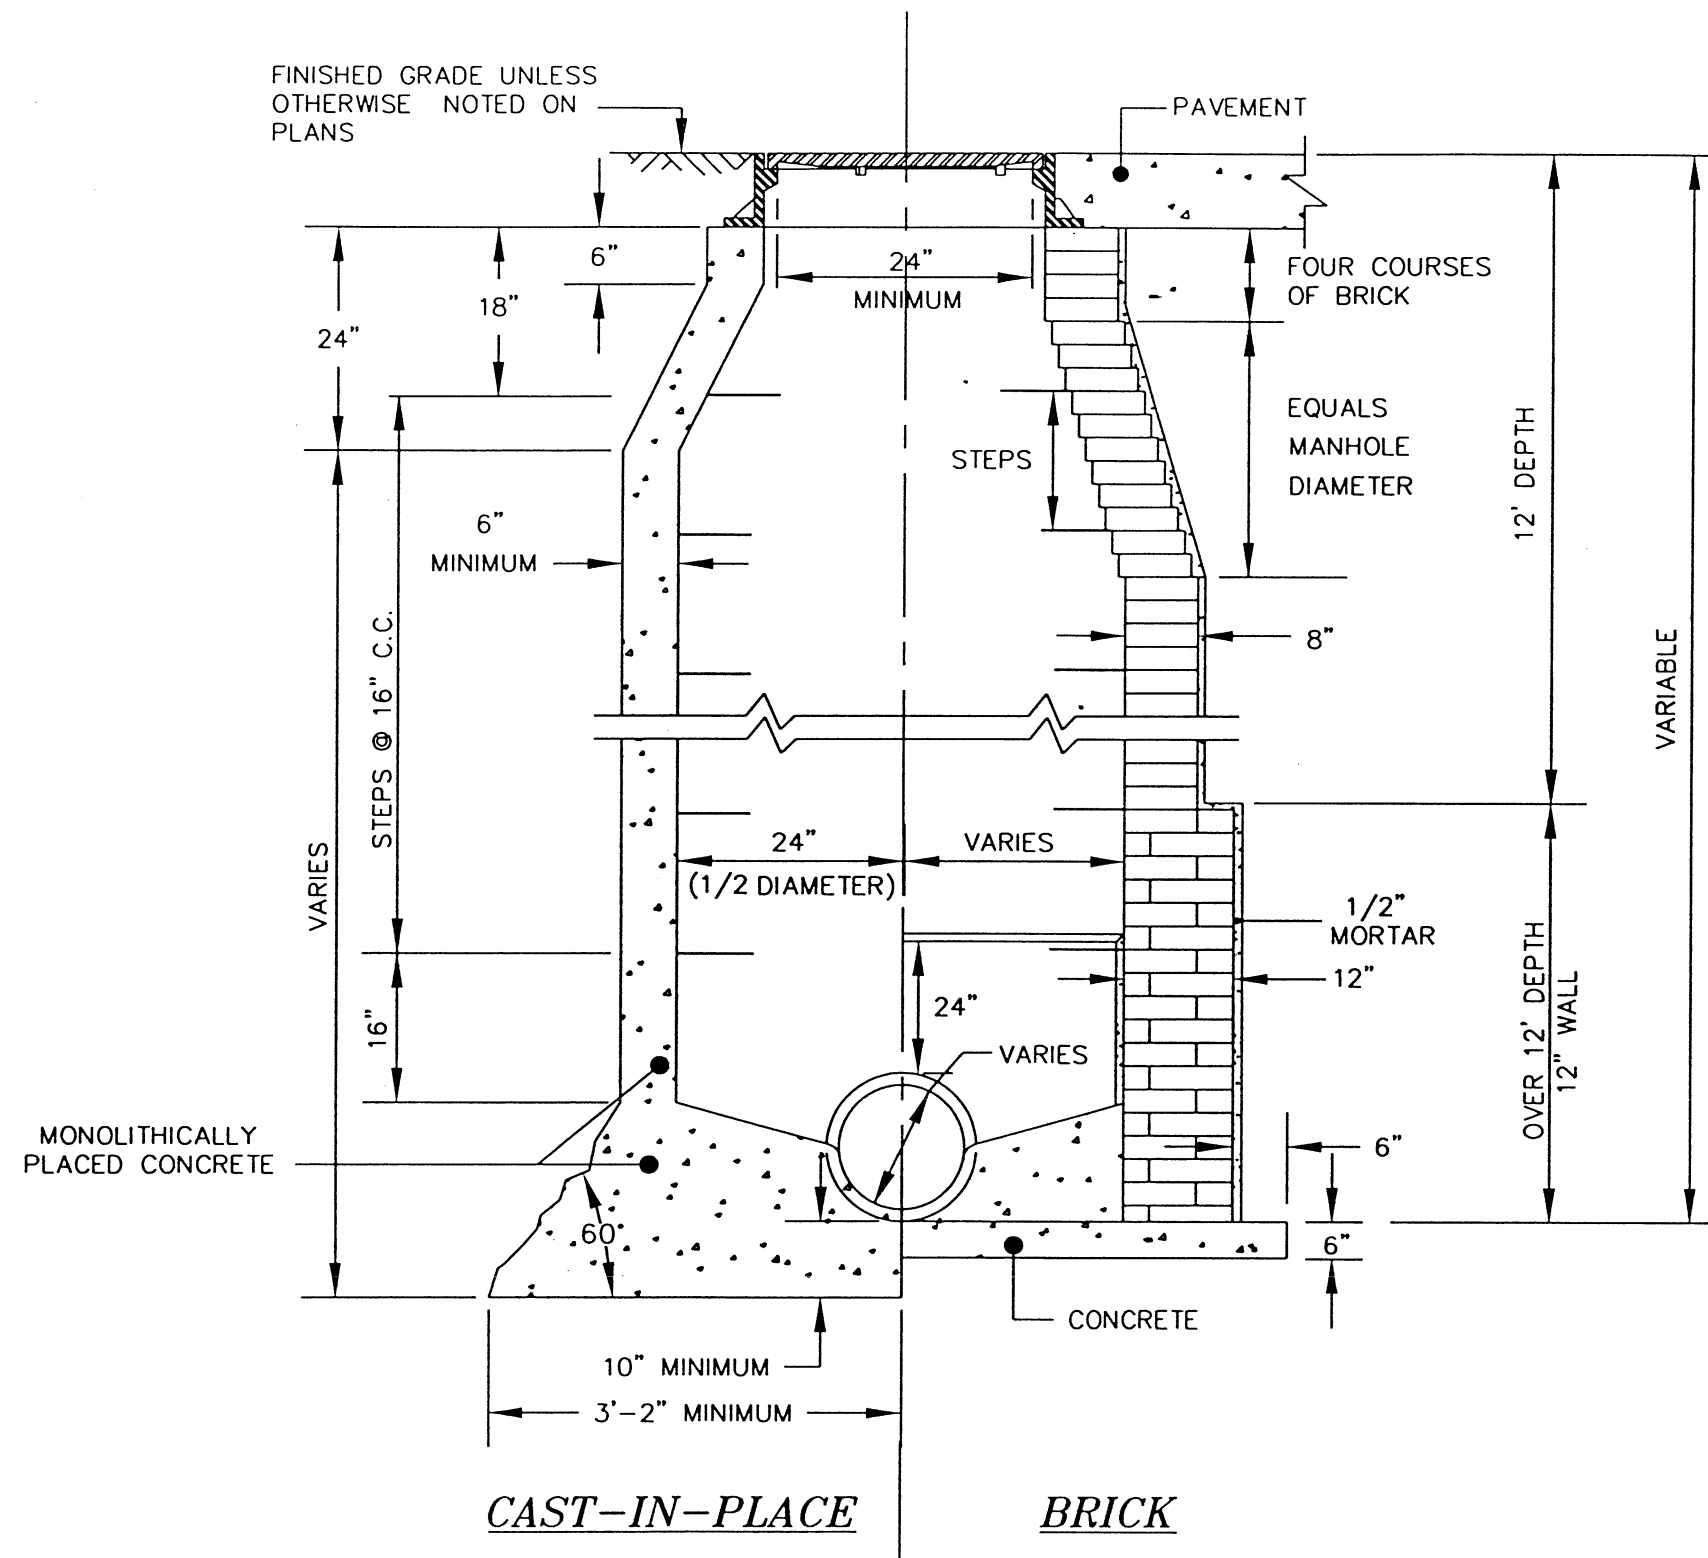 FINISHED GRADE UNLESS
OTHERWISE NOTED ON
PLANS
PAVEMENT
6"
24"
MINIMUM
18"
24"
FOUR COURSES
OF BRICK
EQUALS
MANHOLE
DIAMETER
STEPS
12' DEPTH
6"
MINIMUM
STEPS @ 16" C.C.
8"
VARIABLE
VARIES
24"
(1/2 DIAMETER)
VARIES
1/2"
MORTAR
12"
24"
VARIES
16"
OVER 12' DEPTH
12" WALL
MONOLITHICALLY
PLACED CONCRETE
6"
60
6"
CONCRETE
10" MINIMUM
3'-2" MINIMUM
CAST-IN-PLACE
BRICK